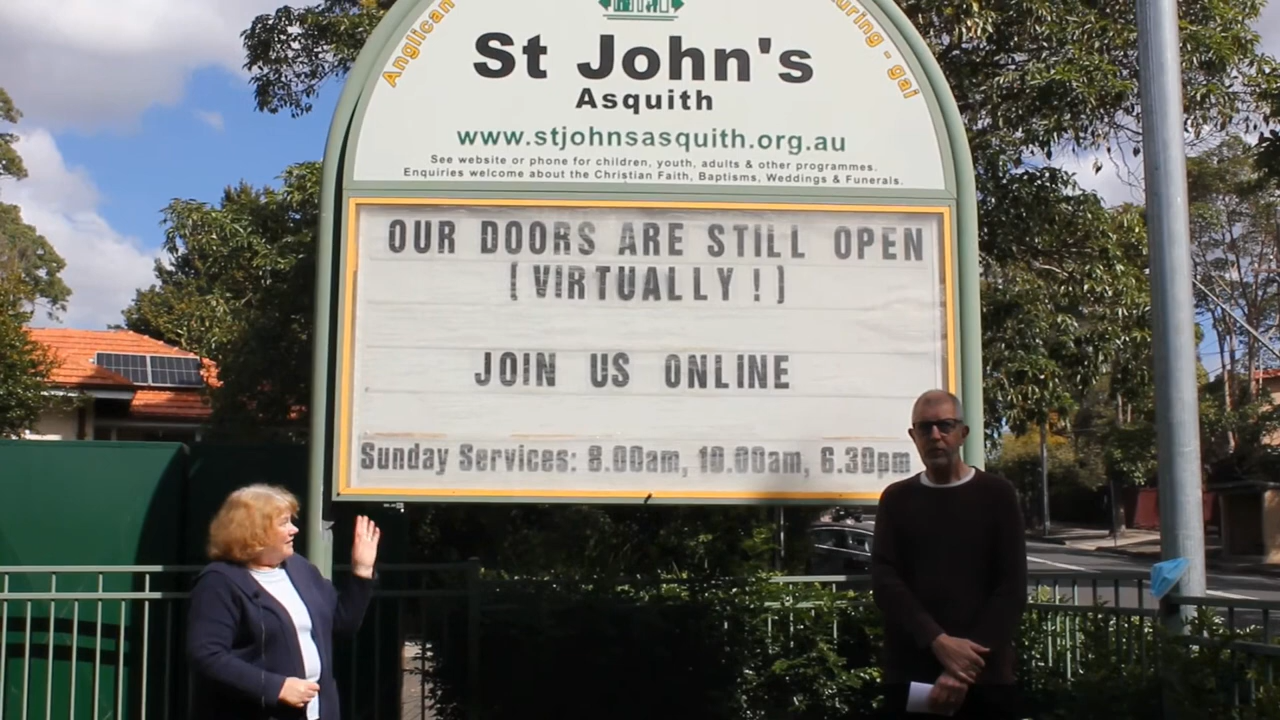 Anglican
uring - gai
St John's
Asquith
www.stjohnsasquith.org.au
See website or phone for children, youth, adults & other programmes.
Enquiries welcome about the Christian Faith, Baptisms, Weddings & Funerals.
OUR DOORS ARE STILL OPEN
(VIRTUALLY!)
JOIN US ONLINE
Sunday Services: 8.00am, 10.00am, 6.30pm